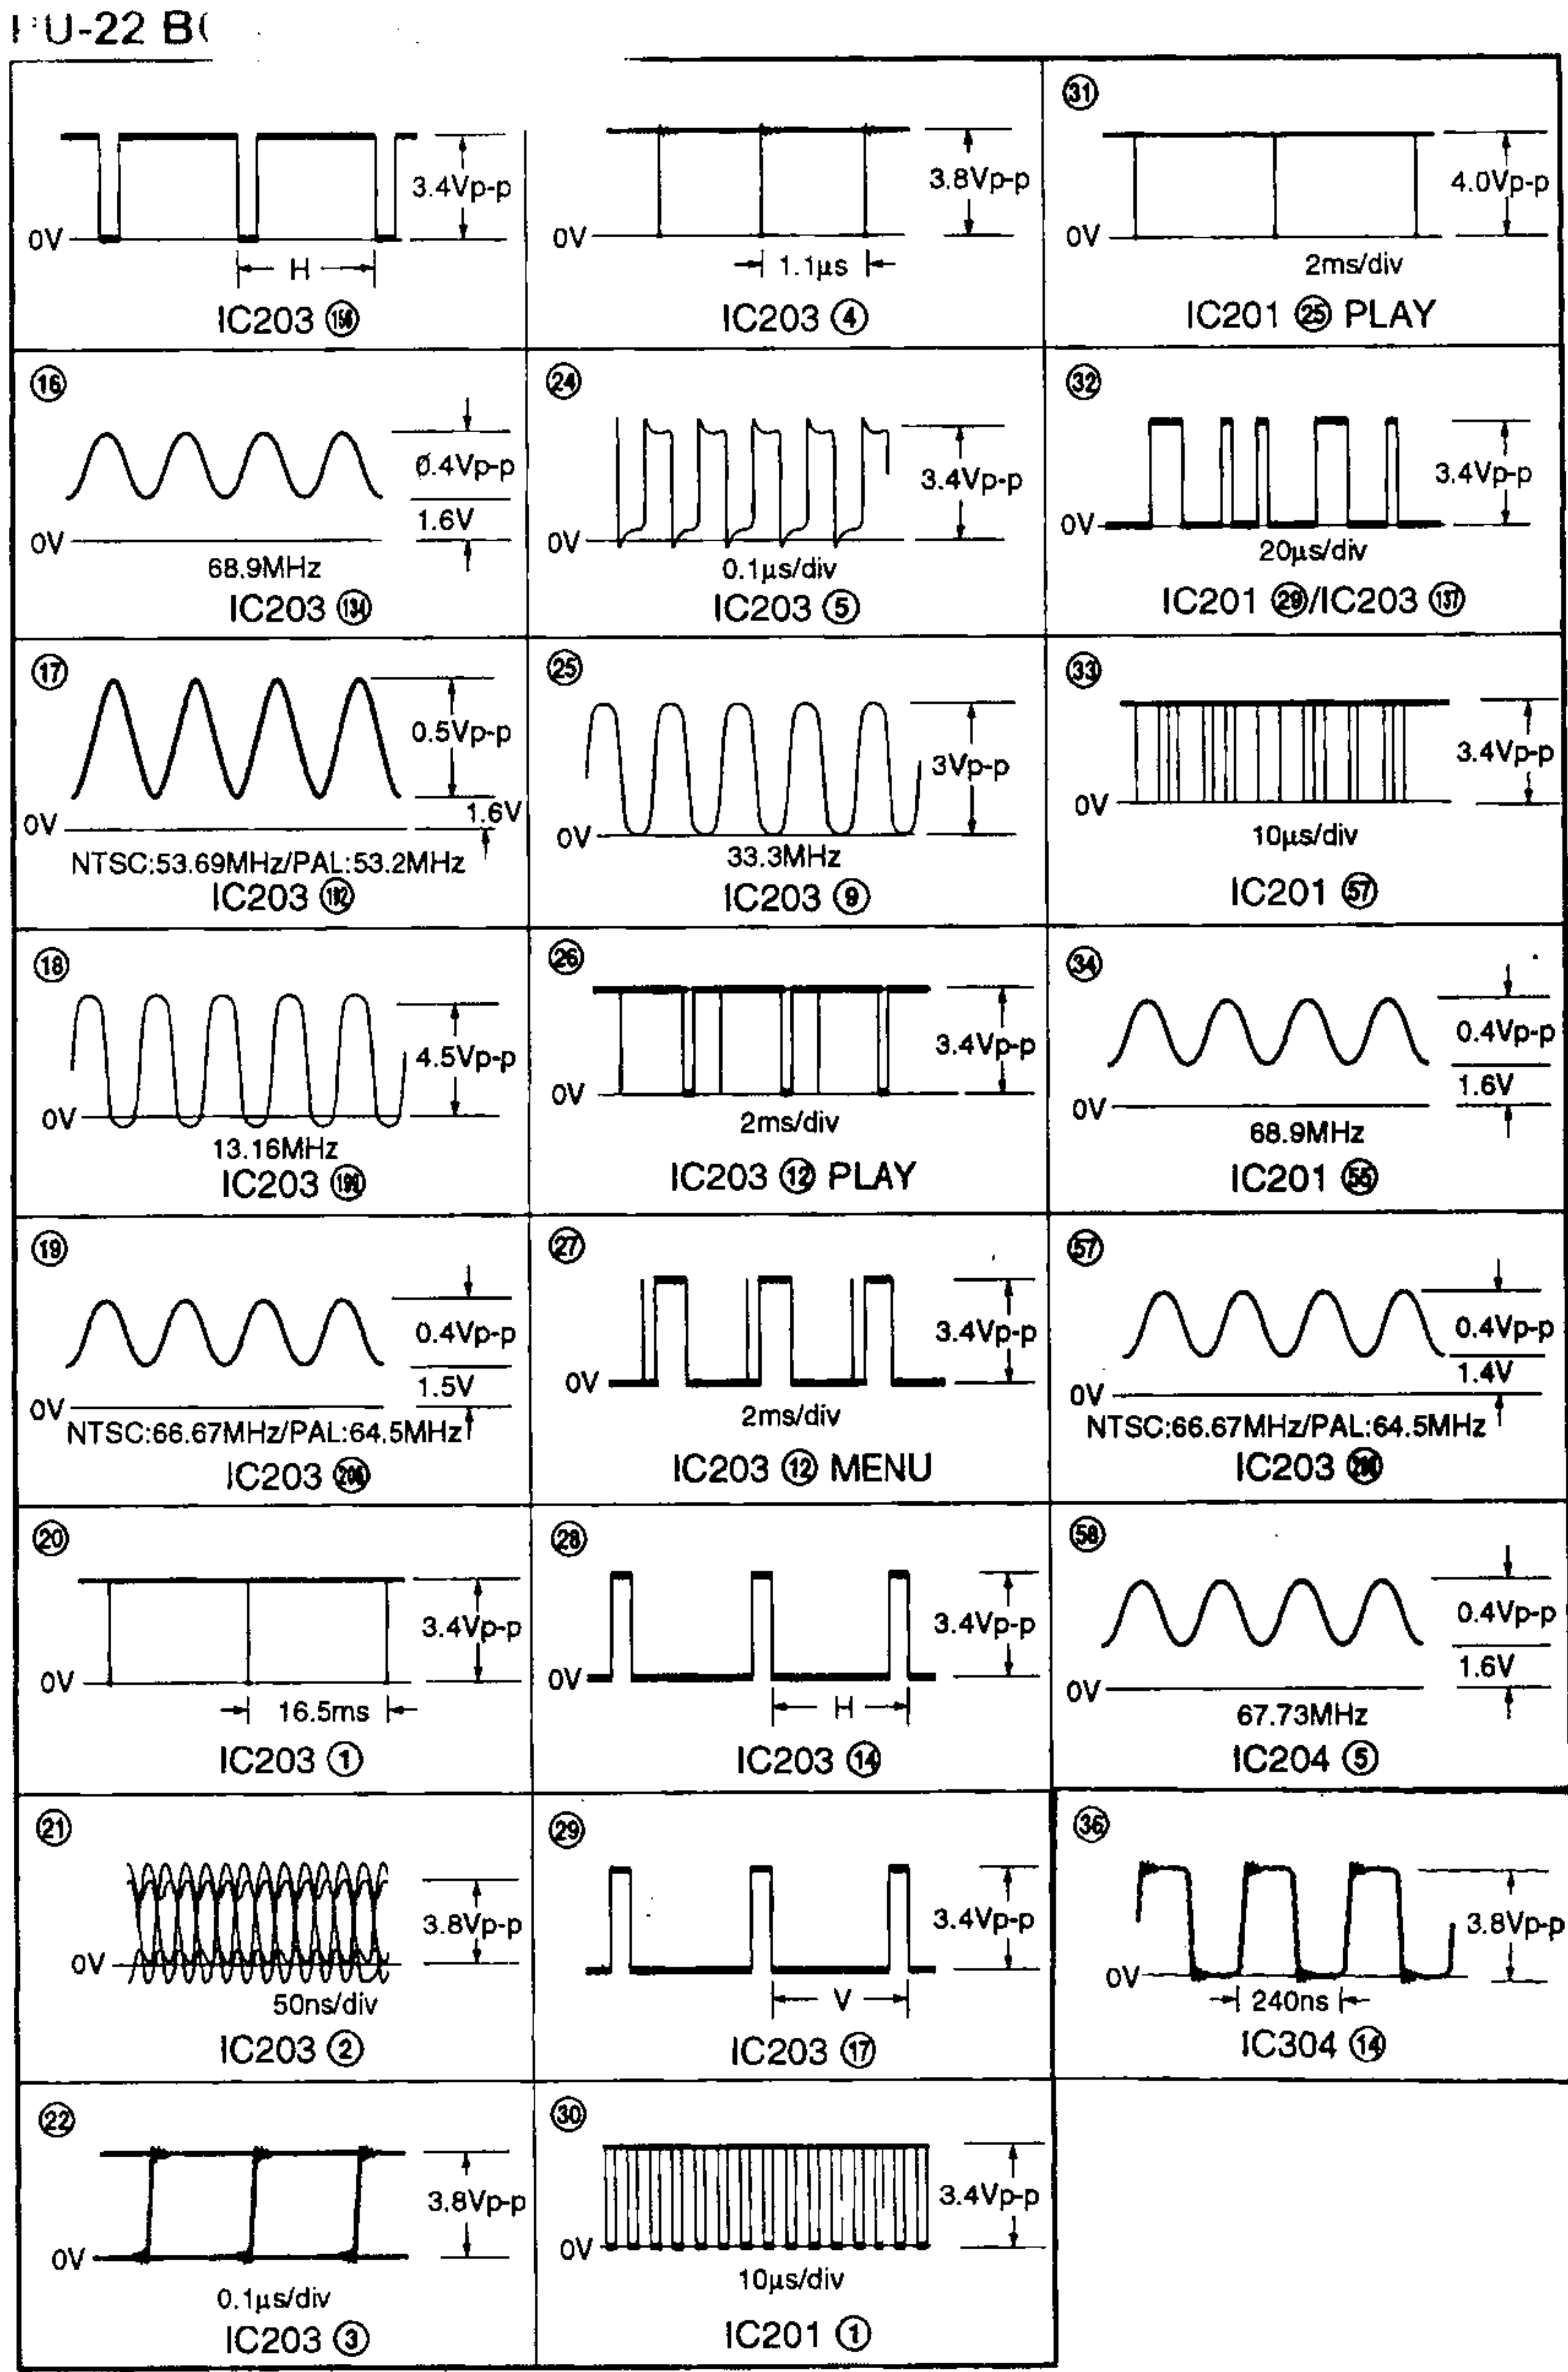 PU-22 B(
3.4Vp-p
0V
H
IC203 156
3.8Vp-p
0V
1.1µs
IC203 4
31
4.0Vp-p
0V
2ms/div
IC201 25 PLAY
16
0.4Vp-p
1.6V
0V
68.9MHz
IC203 134
24
3.4Vp-p
0V
0.1µs/div
IC203 5
32
3.4Vp-p
0V
20µs/div
IC201 29/IC203 137
17
0.5Vp-p
1.6V
0V
NTSC:53.69MHz/PAL:53.2MHz
IC203 192
25
3Vp-p
0V
33.3MHz
IC203 9
33
3.4Vp-p
0V
10µs/div
IC201 57
18
4.5Vp-p
0V
13.16MHz
IC203
26
3.4Vp-p
0V
2ms/div
IC203 12 PLAY
34
0.4Vp-p
1.6V
0V
68.9MHz
IC201
19
0.4Vp-p
1.5V
0V
NTSC:66.67MHz/PAL:64.5MHz
IC203
27
3.4Vp-p
0V
2ms/div
IC203 12 MENU
57
0.4Vp-p
1.4V
0V
NTSC:66.67MHz/PAL:64.5MHz
IC203
20
3.4Vp-p
0V
16.5ms
IC203 1
28
3.4Vp-p
0V
H
IC203 14
58
0.4Vp-p
1.6V
0V
67.73MHz
IC204 5
21
3.8Vp-p
0V
50ns/div
IC203 2
29
3.4Vp-p
V
IC203 17
36
3.8Vp-p
0V
240ns
IC304 14
22
3.8Vp-p
0V
0.1µs/div
IC203 3
30
3.4Vp-p
0V
10µs/div
IC201 1